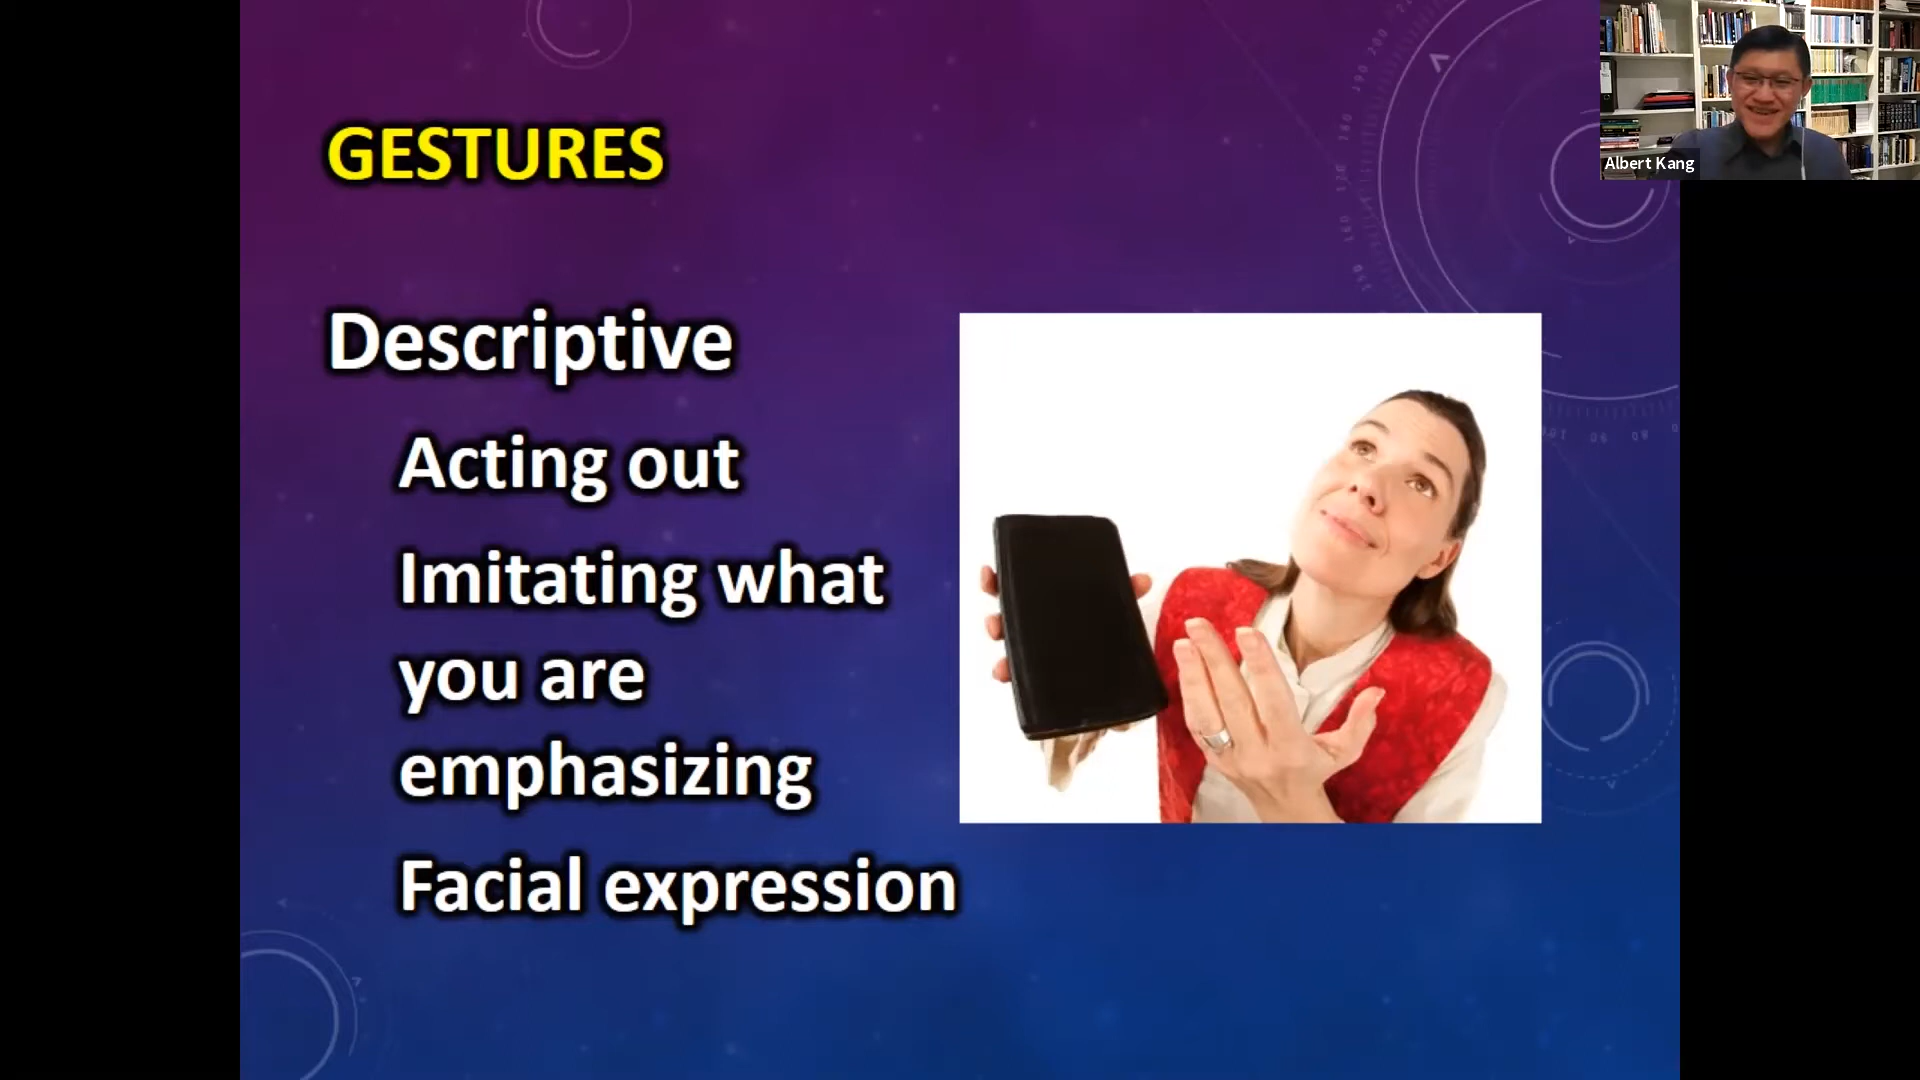 GESTURES
Descriptive
Acting out
Imitating what
you are
emphasizing
Facial expression
Albert Kang